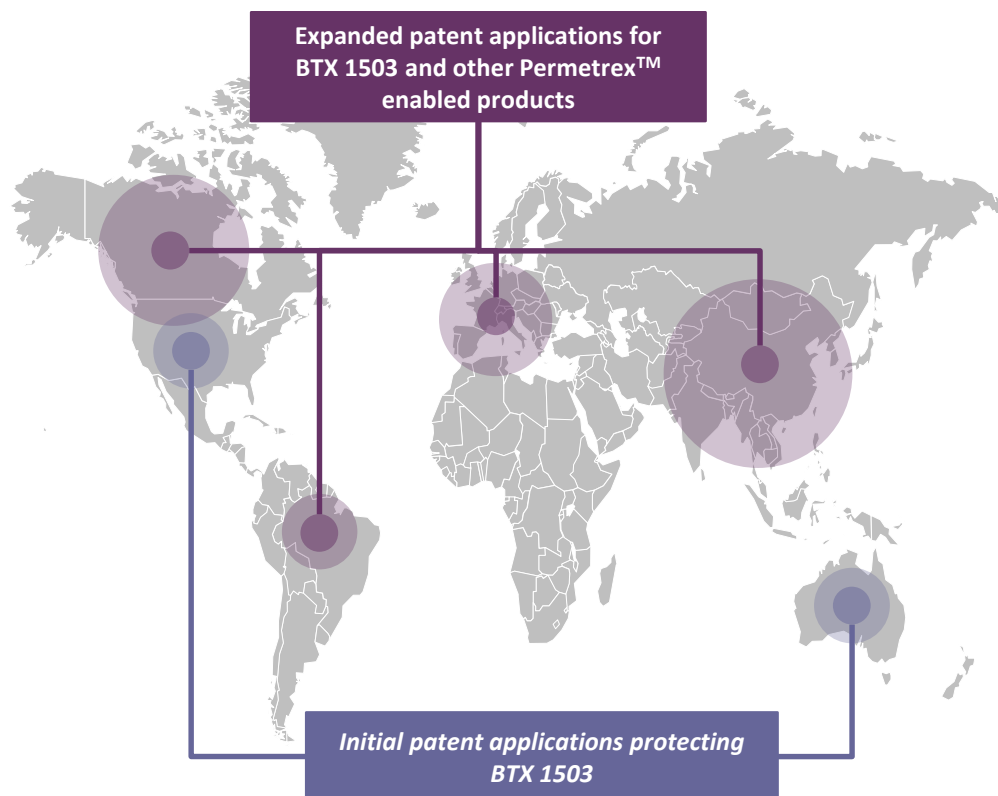 Expanded patent applications for
BTX 1503 and other Permetrex™
enabled products
Initial patent applications protecting
BTX 1503